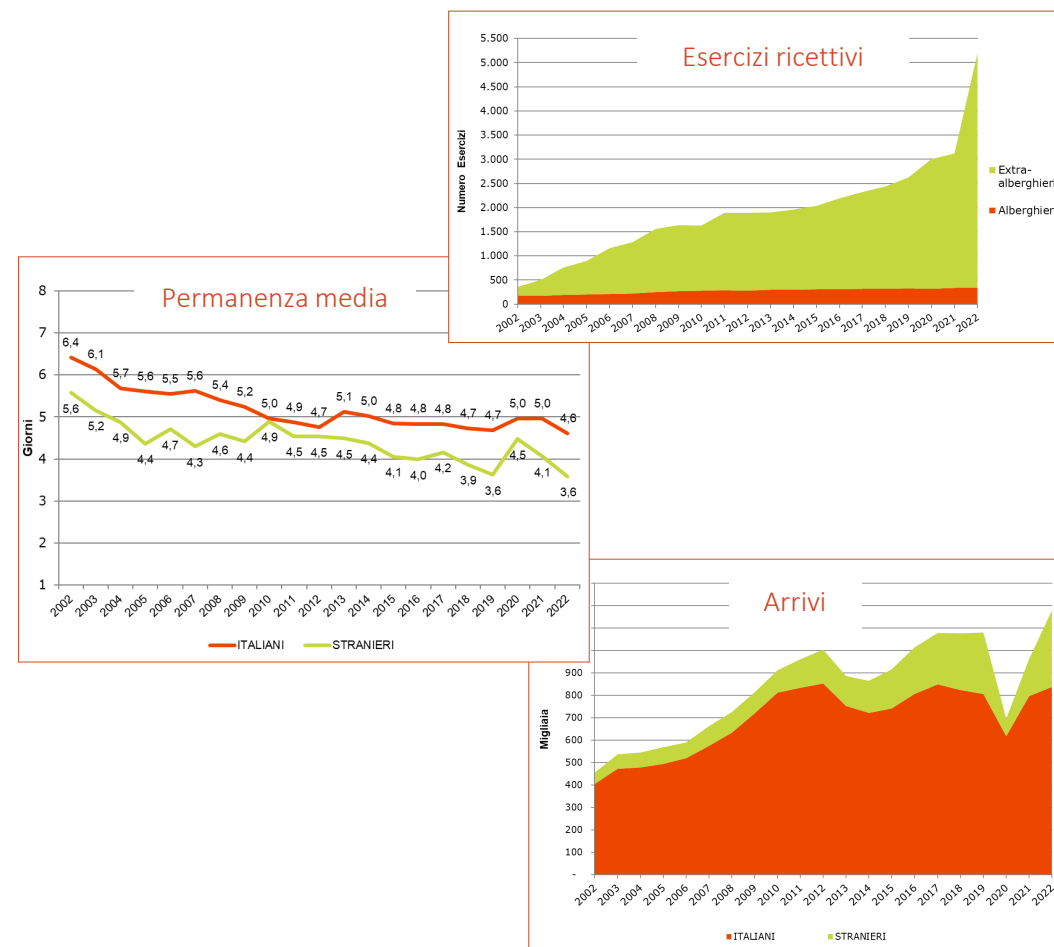 Esercizi ricettivi
Numero Esercizi
5.500
5.000
4.500
4.000
3.500
3.000
2.500
2.000
1.500
1.000
500
0
2002 2003 2004 2005 2006 2007 2008 2009 2010 2011 2012 2013 2014 2015 2016 2017 2018 2019 2020 2021 2022
Extra-
alberghieri
Alberghieri
Permanenza media
Giorni
8
7
6
5
4
3
2
1
6,4 6,1 5,7 5,6 5,5 5,6 5,4 5,2 5,0 4,9 4,7 5,1 5,0 4,8 4,8 4,8 4,7 4,7 5,0 5,0 4,6
5,6 5,2 4,9 4,4 4,7 4,3 4,6 4,4 4,9 4,5 4,5 4,5 4,4 4,1 4,0 4,2 3,9 3,6 4,5 4,1 3,6
2002 2003 2004 2005 2006 2007 2008 2009 2010 2011 2012 2013 2014 2015 2016 2017 2018 2019 2020 2021 2022
ITALIANI STRANIERI
Arrivi
Migliaia
900
800
700
600
500
400
300
200
100
-
2002 2003 2004 2005 2006 2007 2008 2009 2010 2011 2012 2013 2014 2015 2016 2017 2018 2019 2020 2021 2022
ITALIANI STRANIERI